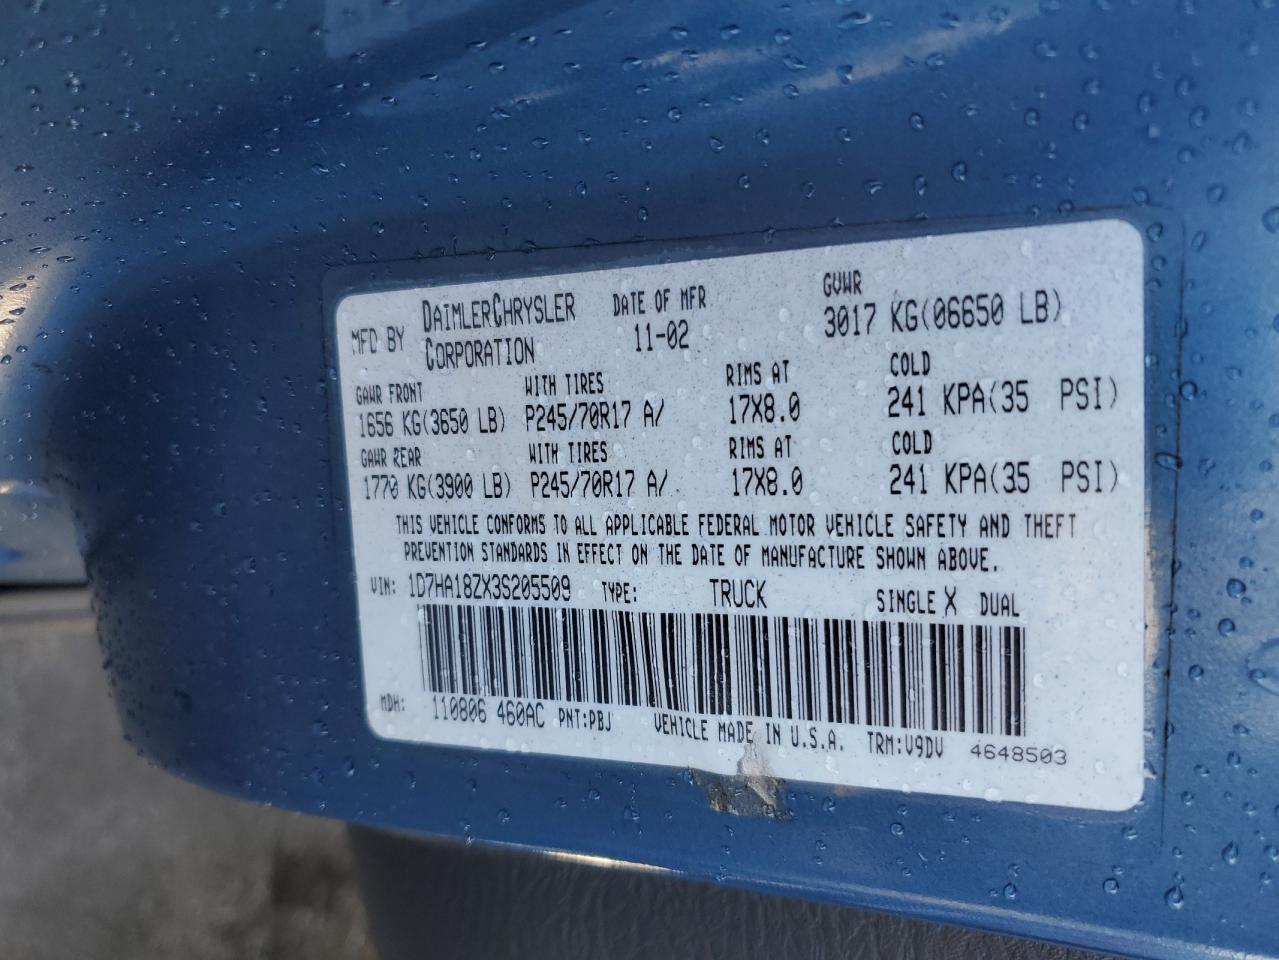 MFD BY DAIMLERCHRYSLER CORPORATION DATE OF MFR 11-02 GVWR 3017 KG(06650 LB)
GAWR FRONT WITH TIRES RIMS AT COLD
1656 KG(3650 LB) P245/70R17 A/ 17X8.0 241 KPA(35 PSI)
GAWR REAR WITH TIRES RIMS AT COLD
1770 KG(3900 LB) P245/70R17 A/ 17X8.0 241 KPA(35 PSI)
THIS VEHICLE CONFORMS TO ALL APPLICABLE FEDERAL MOTOR VEHICLE SAFETY AND THEFT
PREVENTION STANDARDS IN EFFECT ON THE DATE OF MANUFACTURE SHOWN ABOVE.
VIN: 1D7HA18ZX3S205509 TYPE: TRUCK SINGLE X DUAL
MDH: 110806 460AC PNT:PBJ VEHICLE MADE IN U.S.A. TRM:V9DV 4648503